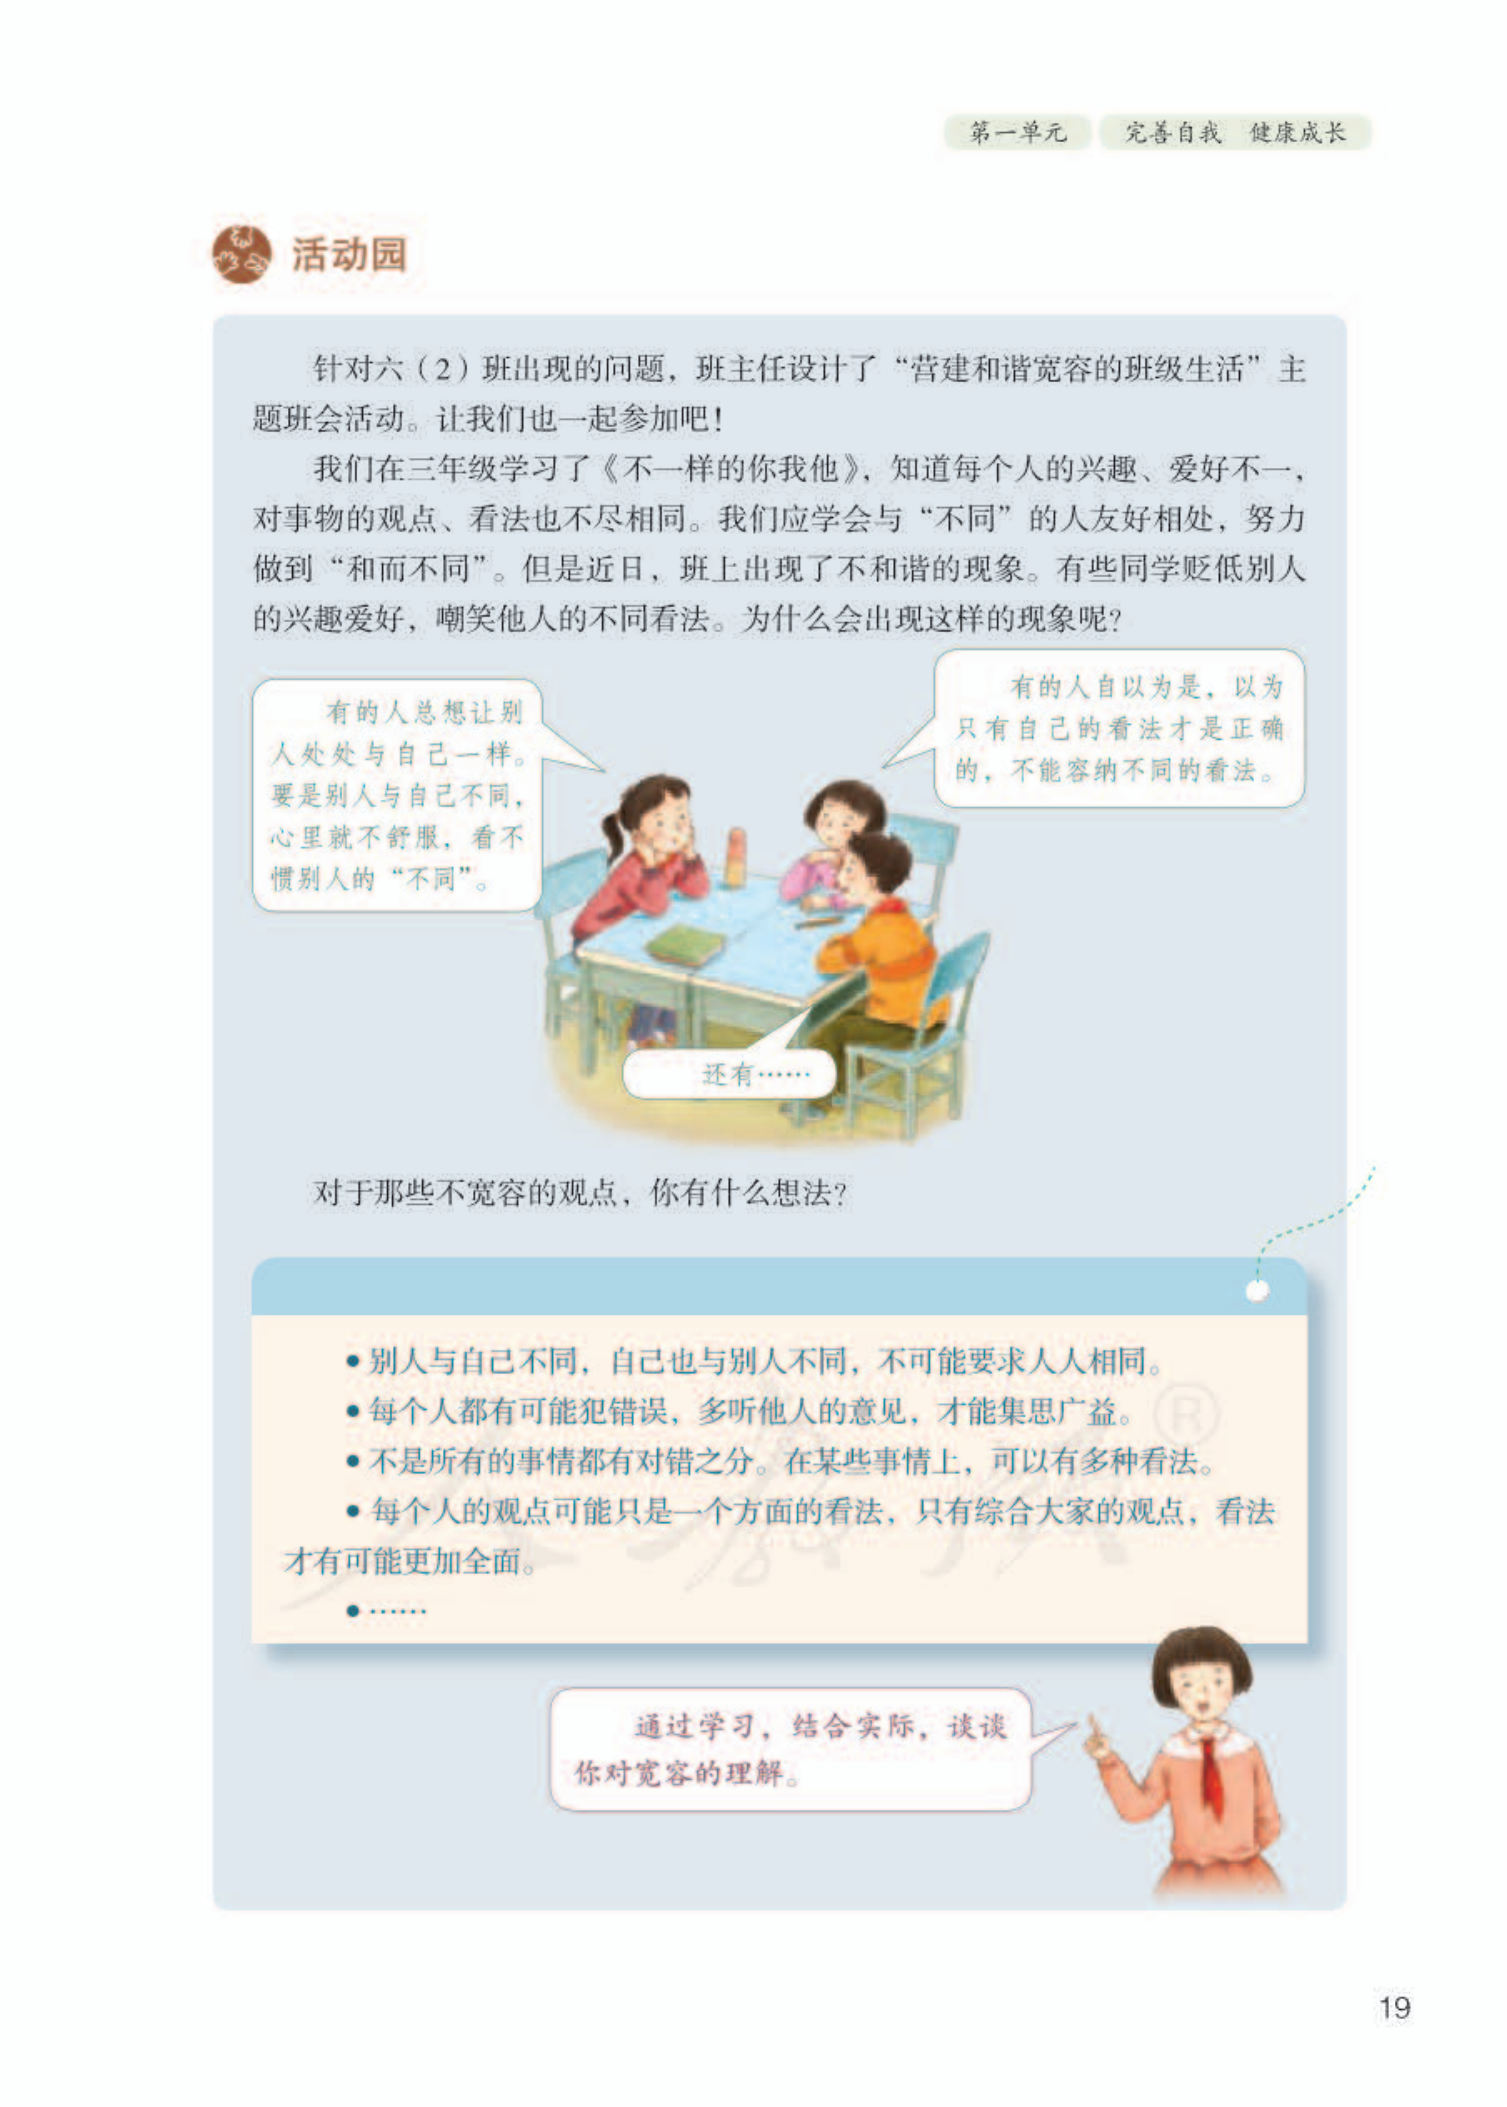 第一单元 完善自我 健康成长
活动园
针对六（2）班出现的问题，班主任设计了“营建和谐宽容的班级生活”主
题班会活动。让我们也一起参加吧！
我们在三年级学习了《不一样的你我他》，知道每个人的兴趣、爱好不一，
对事物的观点、看法也不尽相同。我们应学会与“不同”的人友好相处，努力
做到“和而不同”。但是近日，班上出现了不和谐的现象。有些同学贬低别人
的兴趣爱好，嘲笑他人的不同看法。为什么会出现这样的现象呢？
有的人总想让别
人处处与自己一样。
要是别人与自己不同，
心里就不舒服，看不
惯别人的“不同”。
有的人自以为是，以为
只有自己的看法才是正确
的，不能容纳不同的看法。
还有……
对于那些不宽容的观点，你有什么想法？
●别人与自己不同，自己也与别人不同，不可能要求人人相同。
●每个人都有可能犯错误，多听他人的意见，才能集思广益。
●不是所有的事情都有对错之分。在某些事情上，可以有多种看法。
●每个人的观点可能只是一个方面的看法，只有综合大家的观点，看法
才有可能更加全面。
●……
人教版®
通过学习，结合实际，谈谈
你对宽容的理解。
19